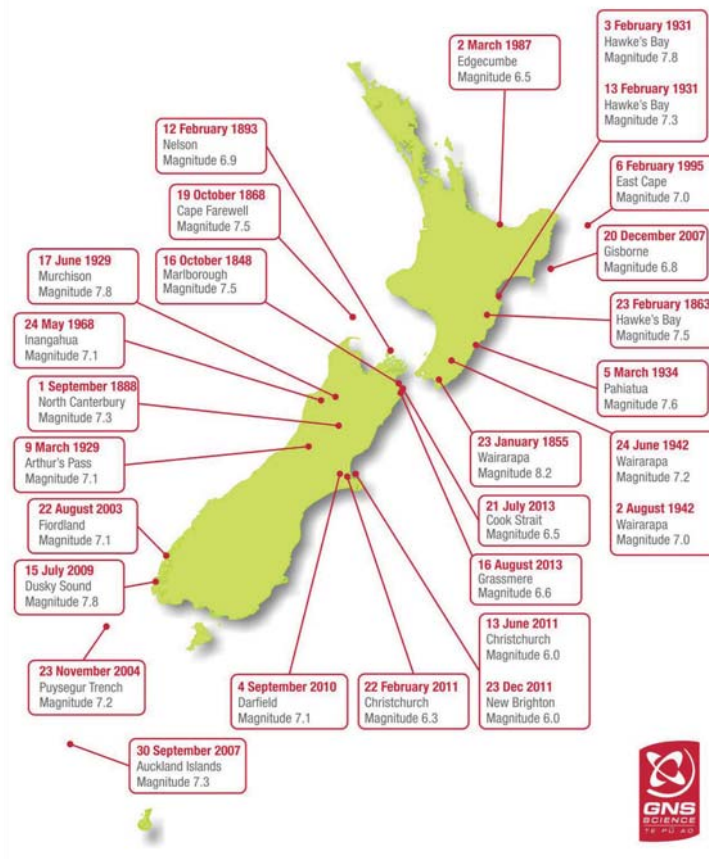 3 February 1931
Hawke's Bay
Magnitude 7.8
13 February 1931
Hawke's Bay
Magnitude 7.3
2 March 1987
Edgecumbe
Magnitude 6.5
12 February 1893
Nelson
Magnitude 6.9
6 February 1995
East Cape
Magnitude 7.0
19 October 1868
Cape Farewell
Magnitude 7.5
20 December 2007
Gisborne
Magnitude 6.8
17 June 1929
Murchison
Magnitude 7.8
16 October 1848
Marlborough
Magnitude 7.5
23 February 1863
Hawke's Bay
Magnitude 7.5
24 May 1968
Inangahua
Magnitude 7.1
5 March 1934
Pahiatua
Magnitude 7.6
1 September 1888
North Canterbury
Magnitude 7.3
9 March 1929
Arthur's Pass
Magnitude 7.1
23 January 1855
Wairarapa
Magnitude 8.2
24 June 1942
Wairarapa
Magnitude 7.2
2 August 1942
Wairarapa
Magnitude 7.0
22 August 2003
Fiordland
Magnitude 7.1
21 July 2013
Cook Strait
Magnitude 6.5
15 July 2009
Dusky Sound
Magnitude 7.8
16 August 2013
Grassmere
Magnitude 6.6
13 June 2011
Christchurch
Magnitude 6.0
23 Dec 2011
New Brighton
Magnitude 6.0
23 November 2004
Puysegur Trench
Magnitude 7.2
4 September 2010
Darfield
Magnitude 7.1
22 February 2011
Christchurch
Magnitude 6.3
30 September 2007
Auckland Islands
Magnitude 7.3
GNS
SCIENCE
TE PŪ AO